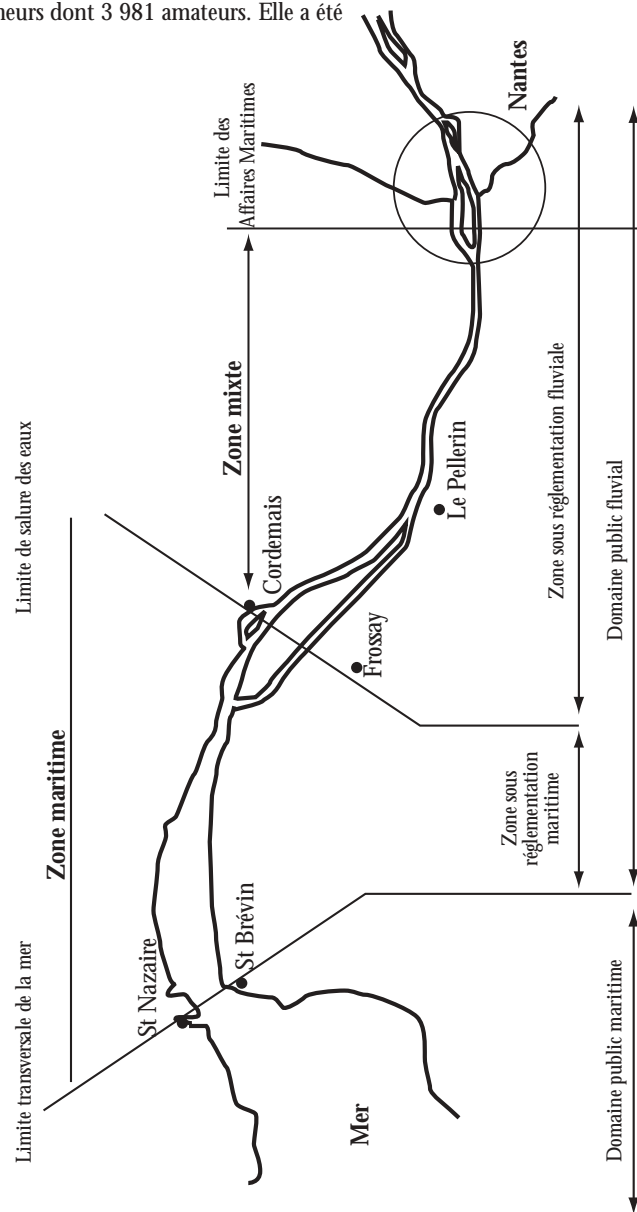 neurs dont 3 981 amateurs. Elle a été
Limite transversale de la mer
Limite de salure des eaux
Limite des
Affaires Maritimes
Zone maritime
Zone mixte
Nantes
St Nazaire
St Brévin
Cordemais
Frossay
Le Pellerin
Mer
Zone sous
réglementation
maritime
Zone sous réglementation fluviale
Domaine public maritime
Domaine public fluvial